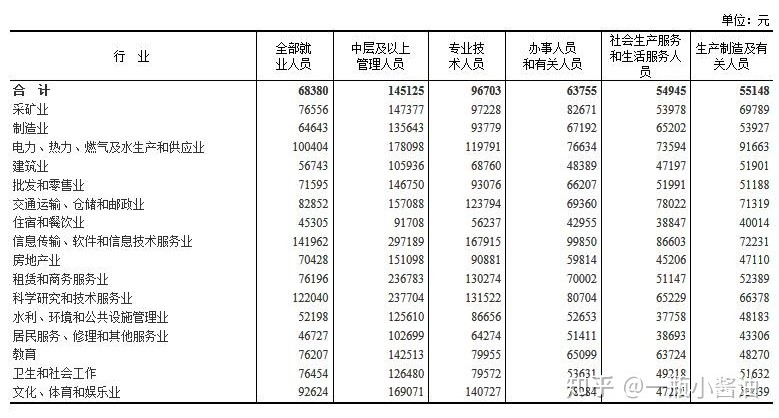 单位：元
行 业 全部就业人员 中层及以上管理人员 专业技术人员 办事人员和有关人员 社会生产服务和生活服务人员 生产制造及有关人员
合 计 68380 145125 96703 63755 54945 55148
采矿业 76556 147377 97228 82671 53978 69789
制造业 64643 135643 93779 67192 65202 53927
电力、热力、燃气及水生产和供应业 100404 178098 119791 76634 73594 91663
建筑业 56743 105936 68760 48389 47197 51901
批发和零售业 71595 146750 93076 66207 51991 51188
交通运输、仓储和邮政业 82852 157088 123794 69360 78022 71319
住宿和餐饮业 45305 91708 56237 42955 38847 40014
信息传输、软件和信息技术服务业 141962 297189 167915 99850 86603 72231
房地产业 70428 151098 90881 59814 45206 47110
租赁和商务服务业 76196 236783 130274 70002 51147 52389
科学研究和技术服务业 122040 237704 131522 80704 65229 66378
水利、环境和公共设施管理业 52198 125610 86656 52653 37758 48183
居民服务、修理和其他服务业 46727 102699 64274 51411 38693 43306
教育 76207 142513 79955 65099 63724 48270
卫生和社会工作 76454 126480 79572 53631 49218 51632
文化、体育和娱乐业 92624 169071 140727 78284
知乎 @一瓶小酱油